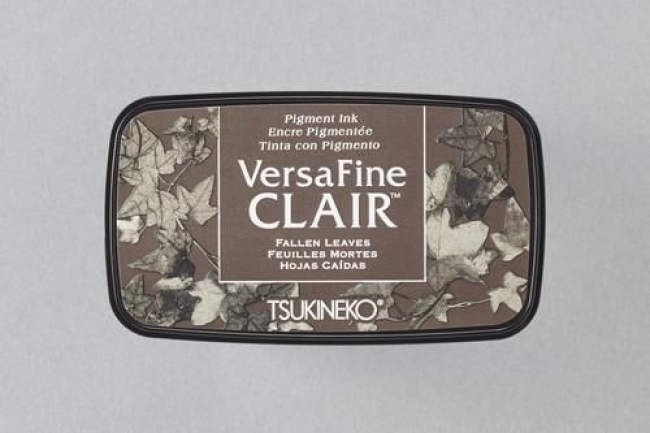 Pigment Ink
Encre Pigmentée
Tinta con Pigmento
VersaFine
CLAIR™
FALLEN LEAVES
FEUILLES MORTES
HOJAS CAÍDAS
TSUKINEKO®